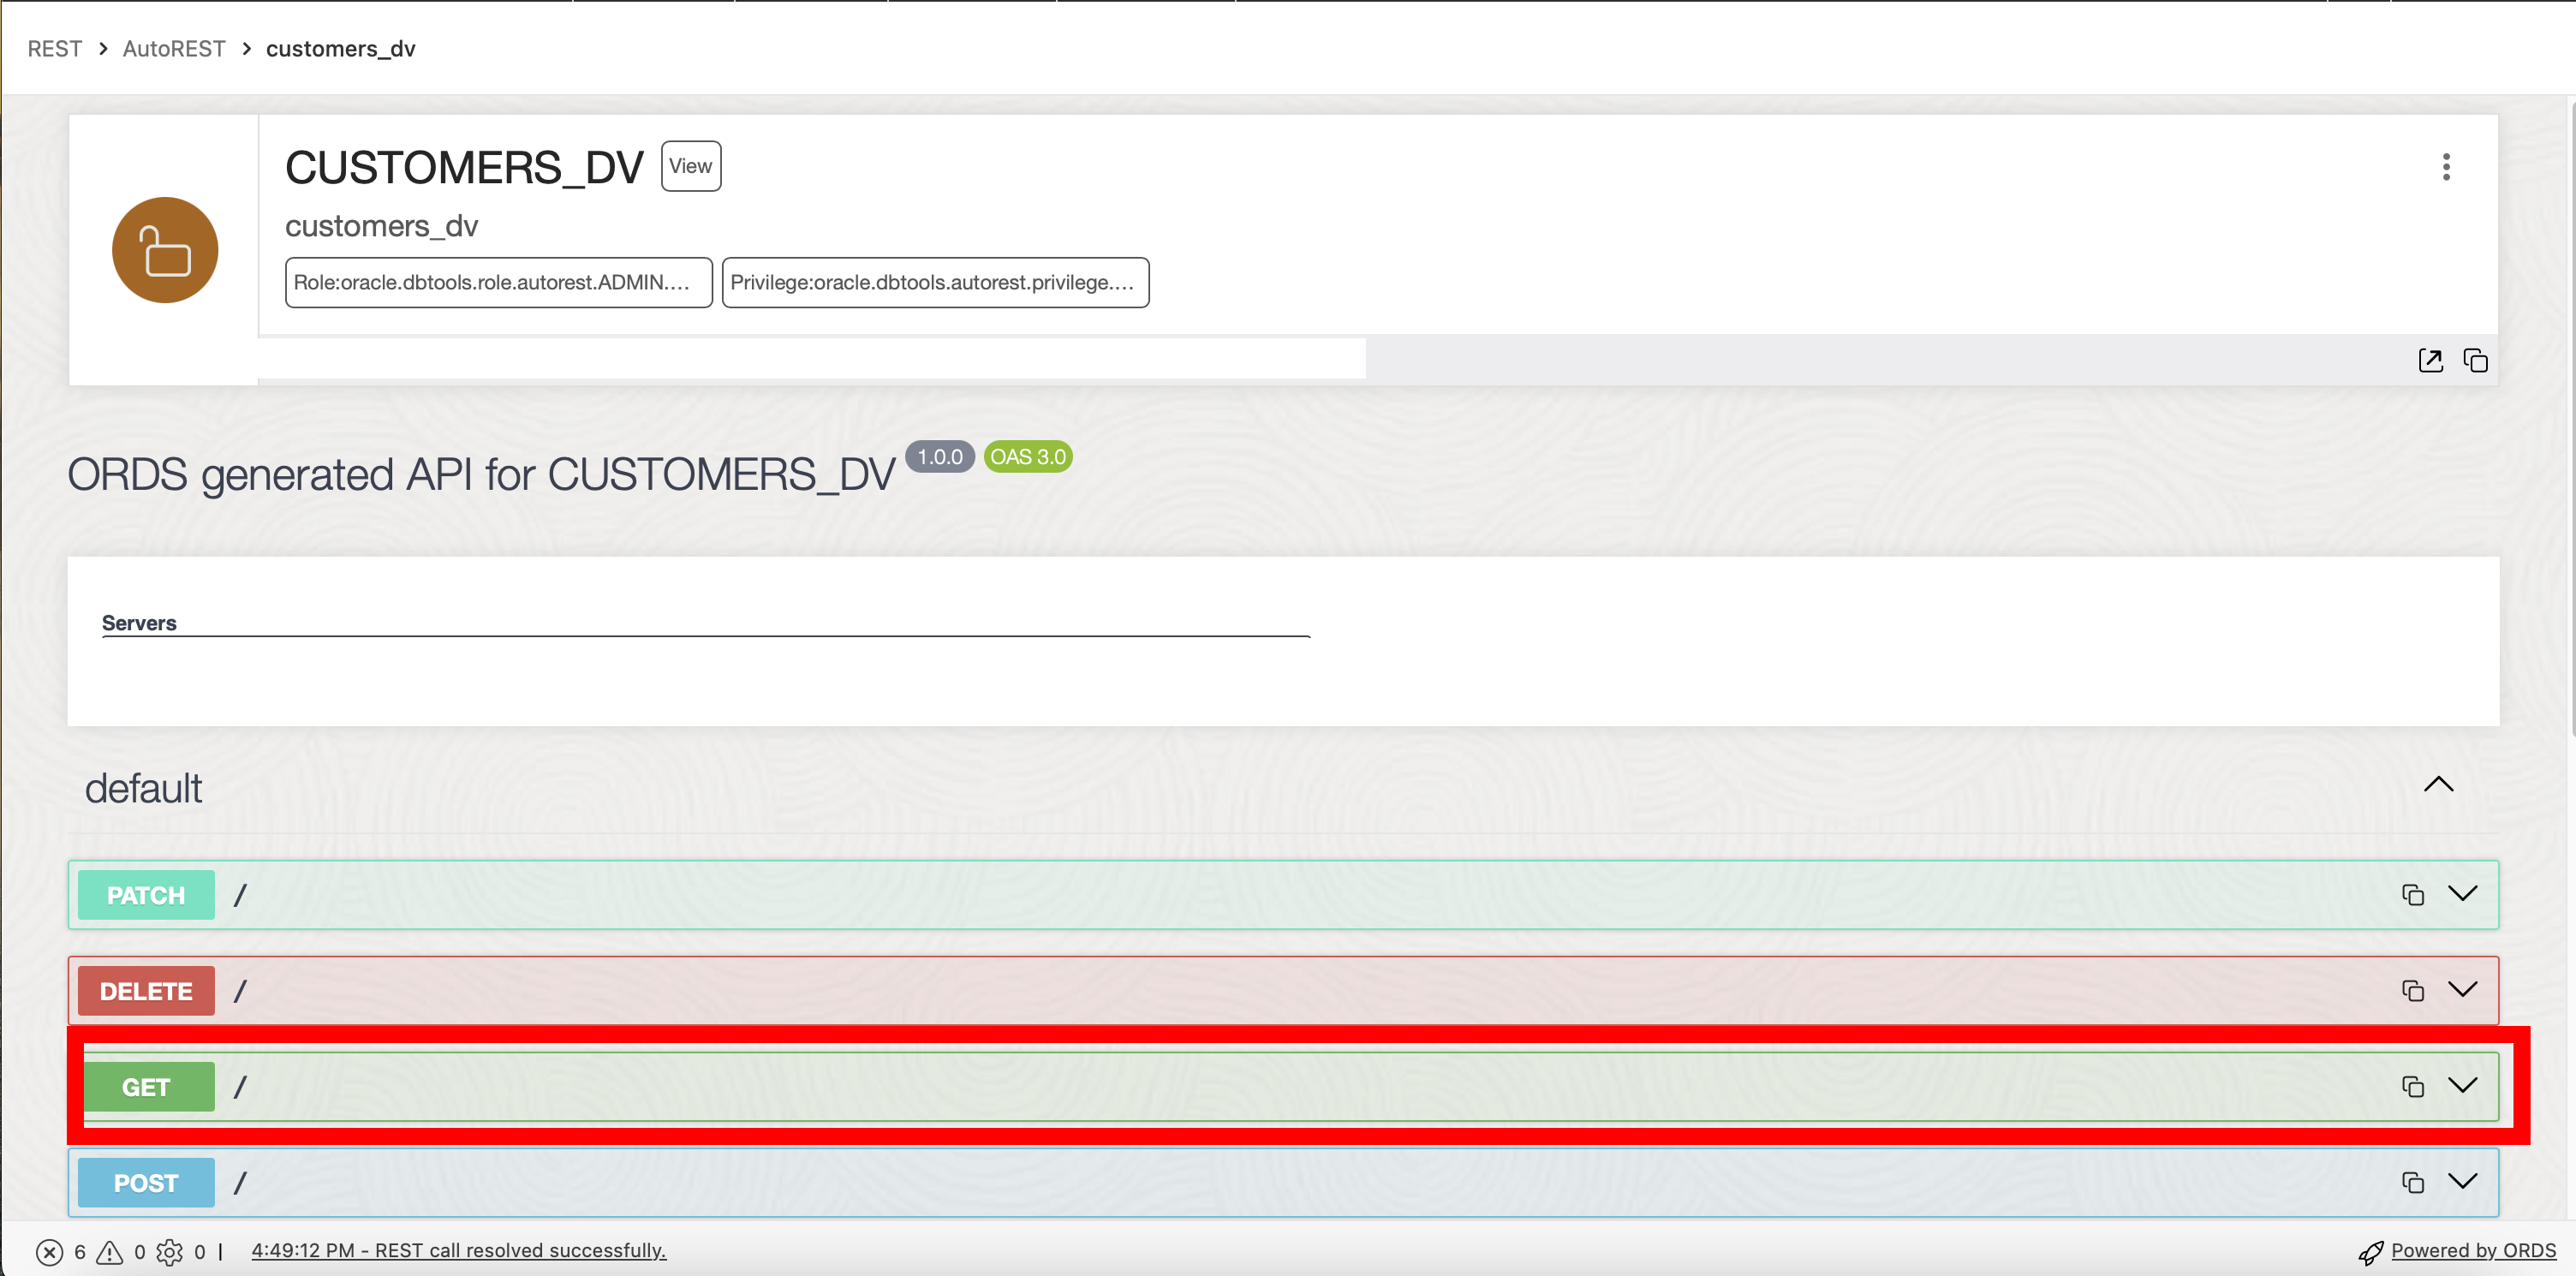 REST > AutoREST > customers_dv
CUSTOMERS_DV View
customers_dv
Role:oracle.dbtools.role.autorest.ADMIN.... Privilege:oracle.dbtools.autorest.privilege....
ORDS generated API for CUSTOMERS_DV 1.0.0 OAS 3.0
Servers
default
PATCH /
DELETE /
GET /
POST /
6 0 0 | 4:49:12 PM - REST call resolved successfully. Powered by ORDS